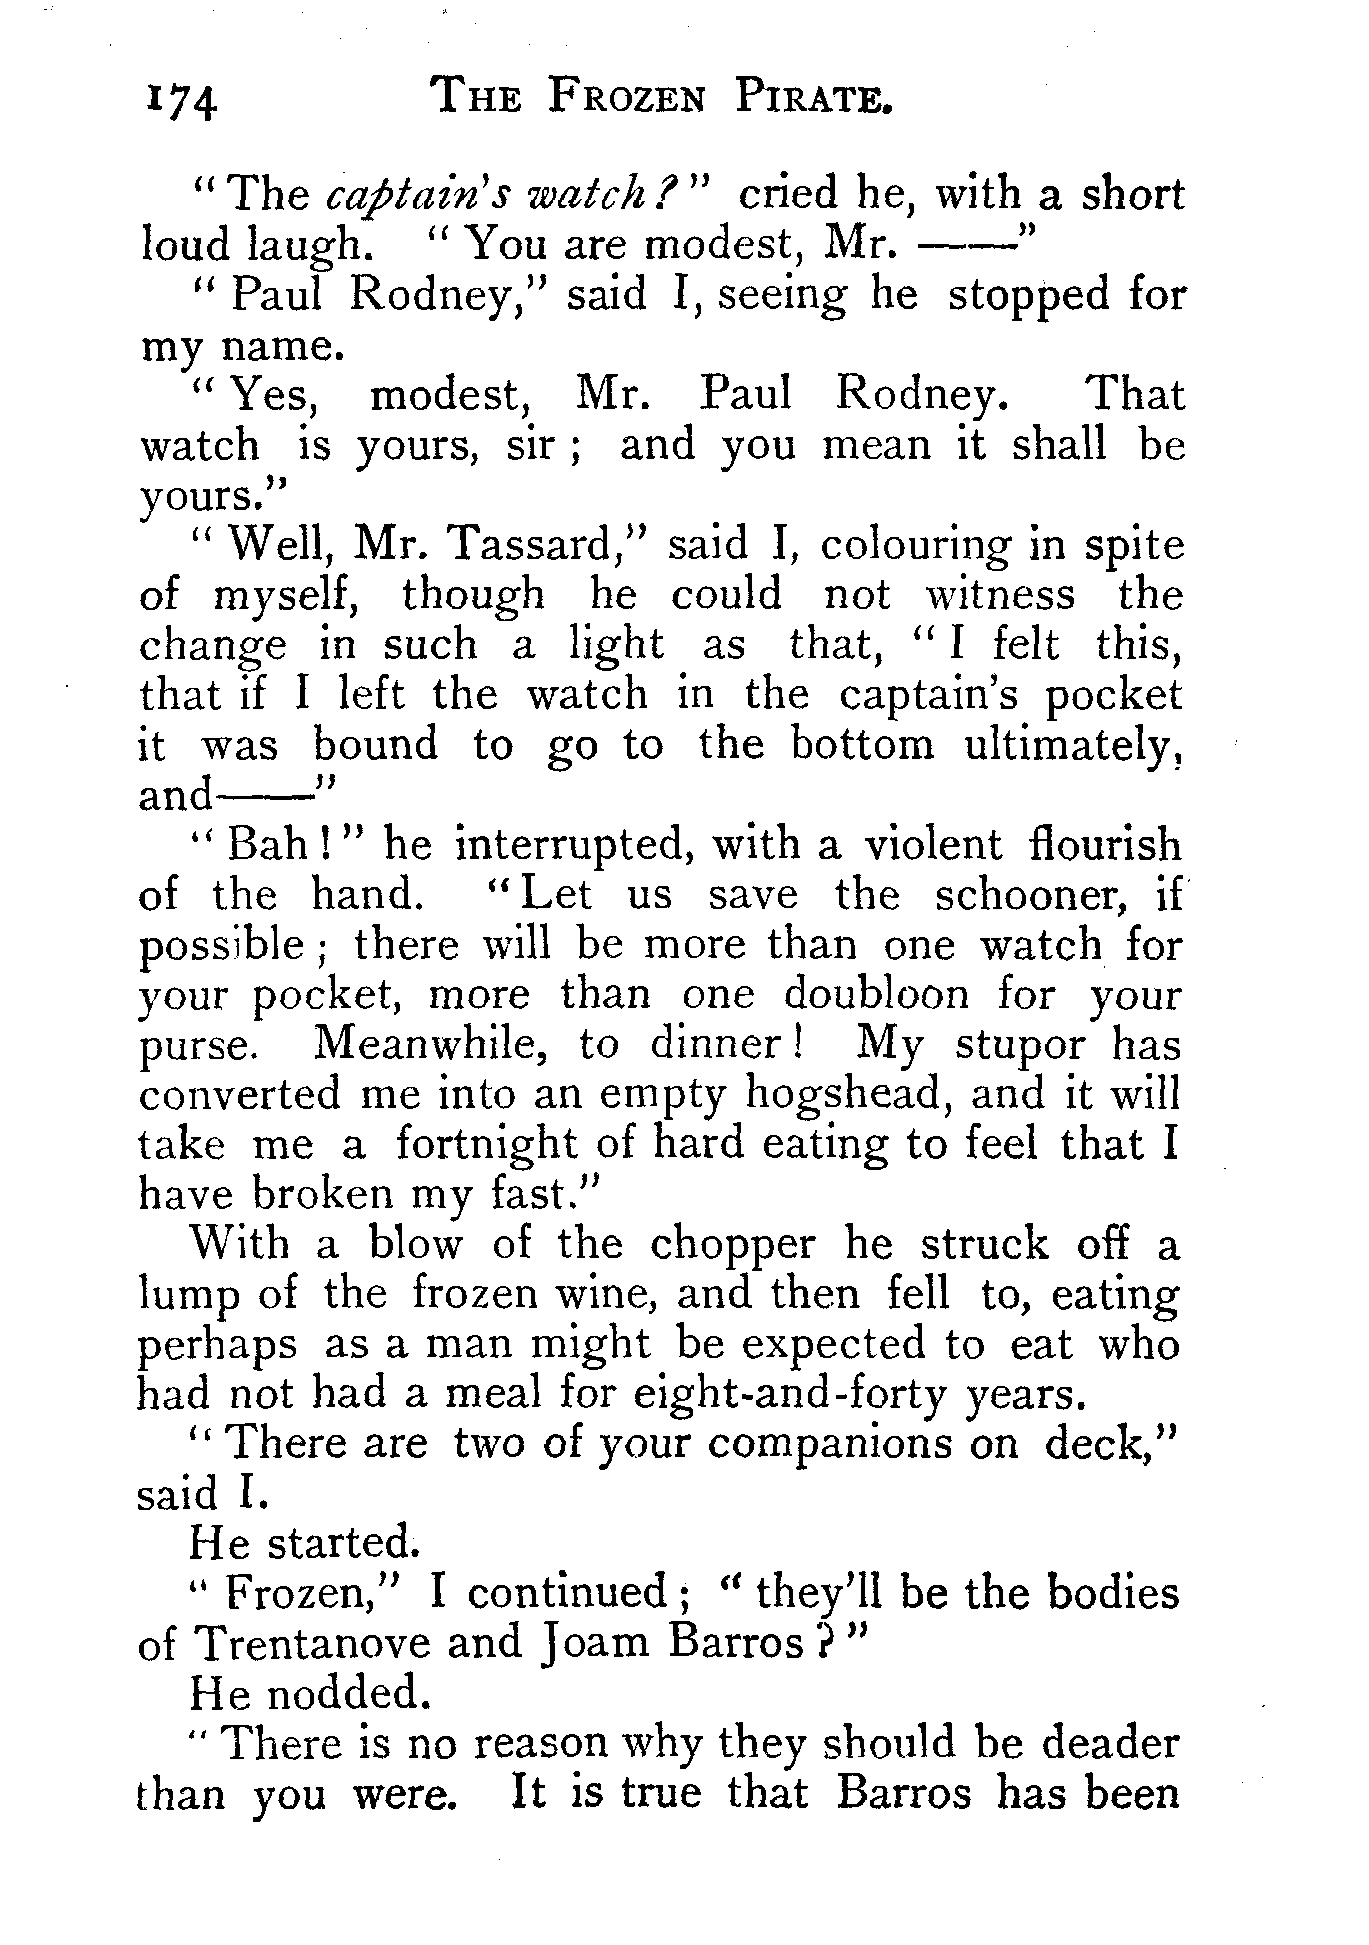 174 THE FROZEN PIRATE.
“ The captain's watch ? ” cried he, with a short
loud laugh. “ You are modest, Mr. ——”
“ Paul Rodney,” said I, seeing he stopped for
my name.
“ Yes, modest, Mr. Paul Rodney. That
watch is yours, sir ; and you mean it shall be
yours.”
“ Well, Mr. Tassard,” said I, colouring in spite
of myself, though he could not witness the
change in such a light as that, “ I felt this,
that if I left the watch in the captain's pocket
it was bound to go to the bottom ultimately,
and——”
“ Bah ! ” he interrupted, with a violent flourish
of the hand. “ Let us save the schooner, if
possible ; there will be more than one watch for
your pocket, more than one doubloon for your
purse. Meanwhile, to dinner ! My stupor has
converted me into an empty hogshead, and it will
take me a fortnight of hard eating to feel that I
have broken my fast.”
With a blow of the chopper he struck off a
lump of the frozen wine, and then fell to, eating
perhaps as a man might be expected to eat who
had not had a meal for eight-and-forty years.
“ There are two of your companions on deck,”
said I.
He started.
“ Frozen,” I continued ; “ they'll be the bodies
of Trentanove and Joam Barros ? ”
He nodded.
“ There is no reason why they should be deader
than you were. It is true that Barros has been